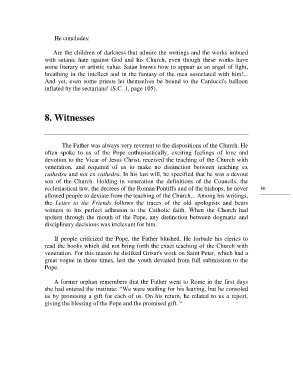 He concludes:
Are the children of darkness that admire the writings and the works imbued
with satanic hate against God and his Church, even though these works have
some literary or artistic value. Satan knows how to appear as an angel of light,
breathing in the intellect and in the fantasy of the men associated with him!...
And yet, even some priests let themselves be bound to the Carducci's balloon
inflated by the sectarians! (S.C. 1, page 105).
8. Witnesses
The Father was always very reverent to the dispositions of the Church. He
often spoke to us of the Pope enthusiastically, exciting feelings of love and
devotion to the Vicar of Jesus Christ, received the teaching of the Church with
veneration, and required of us to make no distinction between teaching ex
cathedra and not ex cathedra. In his last will, he specified that he was a devout
son of the Church. Holding in veneration the definitions of the Councils, the
ecclesiastical law, the decrees of the Roman Pontiffs and of the bishops, he never
allowed people to deviate from the teaching of the Church... Among his writings,
the Letter to the Friends follows the traces of the old apologists and bears
witness to his perfect adhesion to the Catholic faith. When the Church had
spoken through the mouth of the Pope, any distinction between dogmatic and
disciplinary decisions was irrelevant for him.
If people criticized the Pope, the Father blushed. He forbade his clerics to
read the books which did not bring forth the exact teaching of the Church with
veneration. For this reason he disliked Grisar's work on Saint Peter, which had a
great vogue in those times, lest the youth deviated from full submission to the
Pope.
A former orphan remembers that the Father went to Rome in the first days
she had entered the institute: "We were waiting for his leaving, but he consoled
us by promising a gift for each of us. On his return, he related to us a report,
giving the blessing of the Pope and the promised gift. "